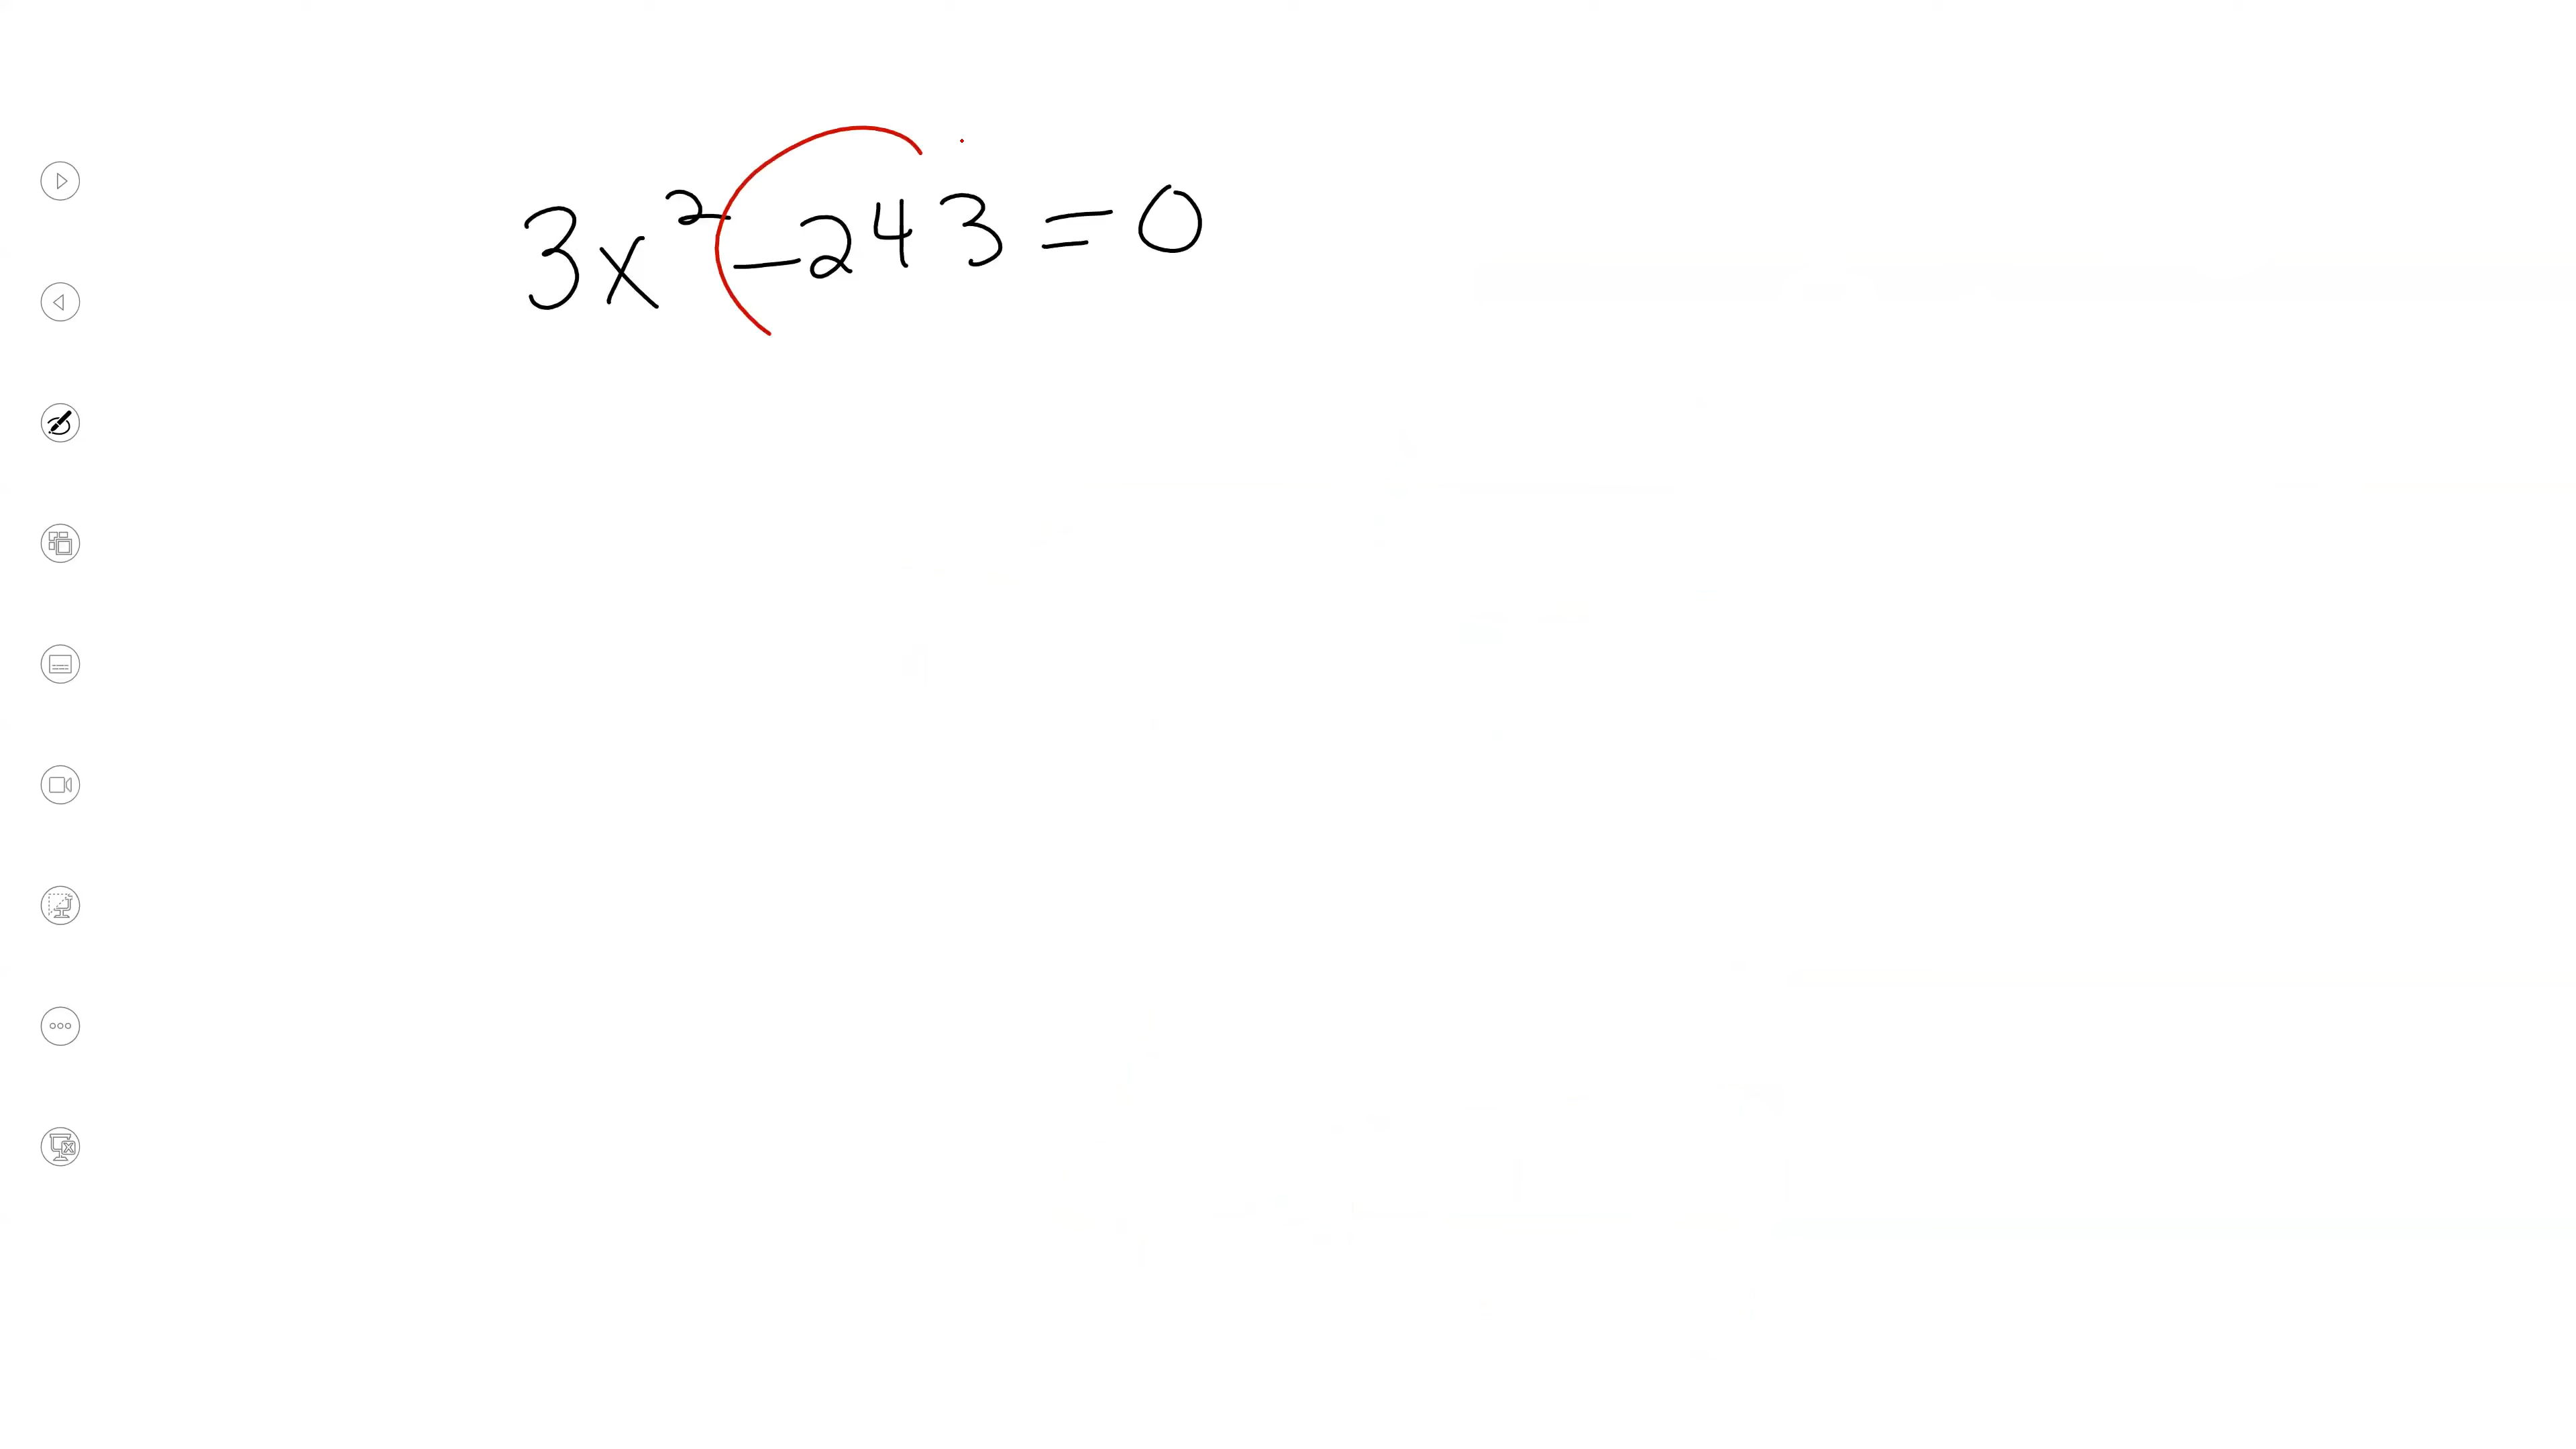 3x² - 243 = 0